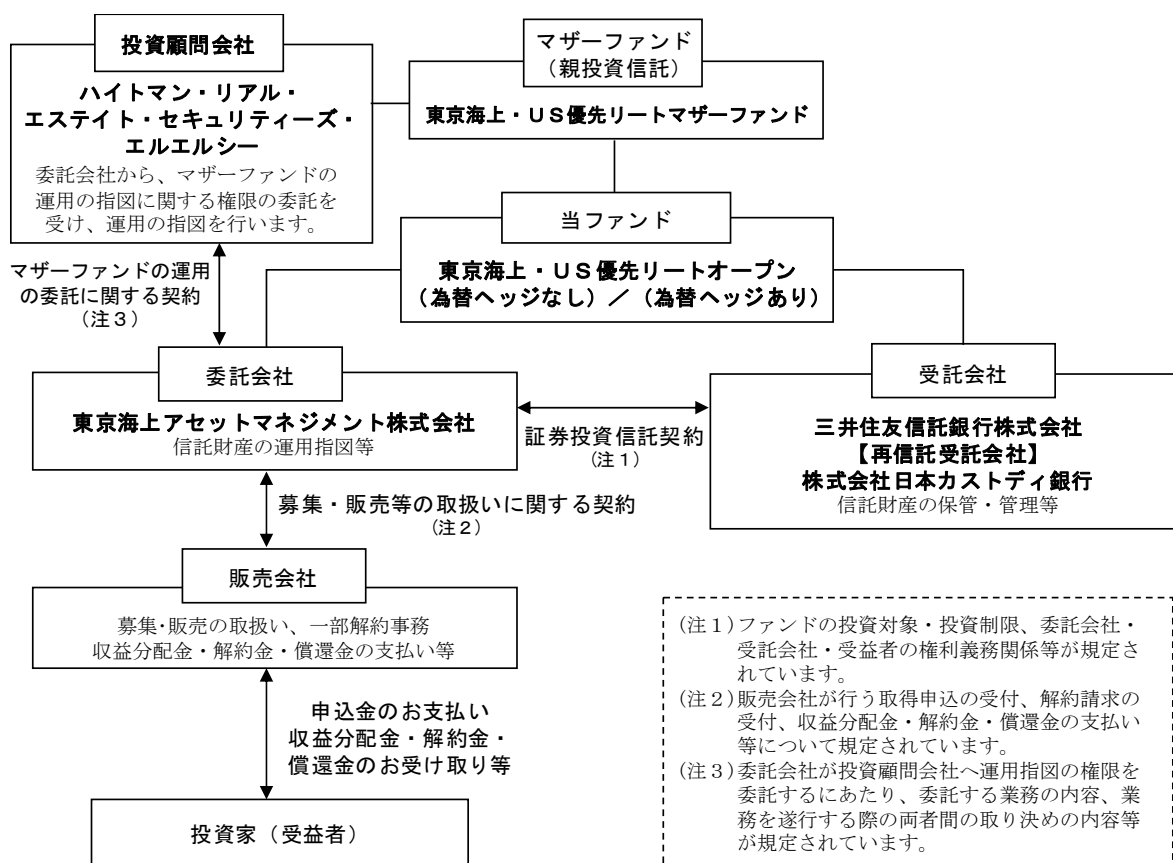 投資顧問会社
ハイトマン・リアル・
エステイト・セキュリティーズ・
エルエルシー
委託会社から、マザーファンドの
運用の指図に関する権限の委託を
受け、運用の指図を行います。
マザーファンド
（親投資信託）
東京海上・ＵＳ優先リートマザーファンド
当ファンド
東京海上・ＵＳ優先リートオープン
（為替ヘッジなし）／（為替ヘッジあり）
マザーファンドの運用
の委託に関する契約
（注３）
委託会社
東京海上アセットマネジメント株式会社
信託財産の運用指図等
証券投資信託契約
（注１）
受託会社
三井住友信託銀行株式会社
【再信託受託会社】
株式会社日本カストディ銀行
信託財産の保管・管理等
募集・販売等の取扱いに関する契約
（注２）
販売会社
募集・販売の取扱い、一部解約事務
収益分配金・解約金・償還金の支払い等
申込金のお支払い
収益分配金・解約金・
償還金のお受け取り等
投資家（受益者）
（注１）ファンドの投資対象・投資制限、委託会社・
受託会社・受益者の権利義務関係等が規定さ
れています。
（注２）販売会社が行う取得申込の受付、解約請求の
受付、収益分配金・解約金・償還金の支払い
等について規定されています。
（注３）委託会社が投資顧問会社へ運用指図の権限を
委託するにあたり、委託する業務の内容、業
務を遂行する際の両者間の取り決めの内容等
が規定されています。